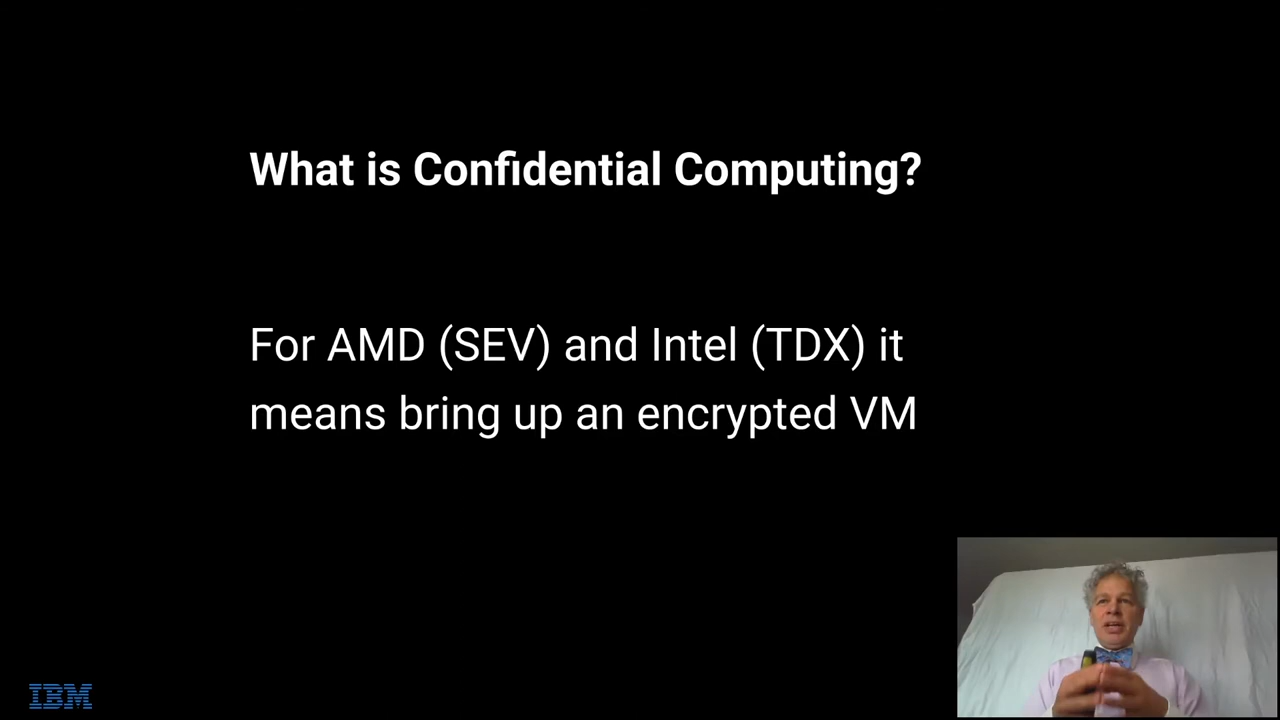 What is Confidential Computing?
For AMD (SEV) and Intel (TDX) it
means bring up an encrypted VM
IBM